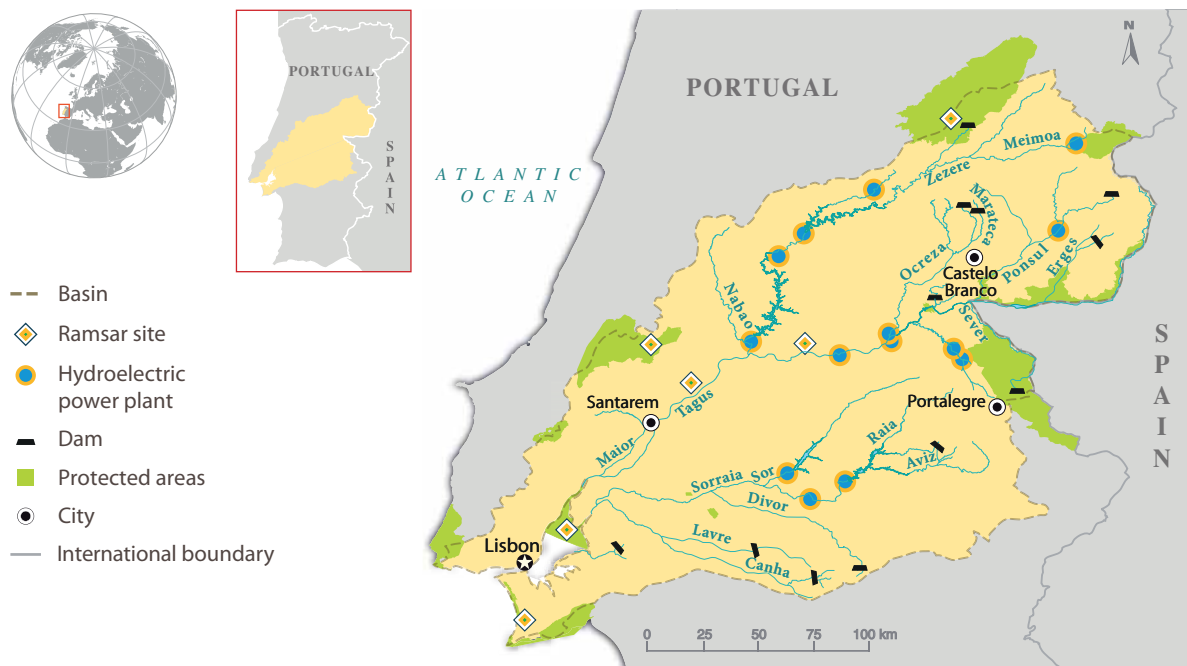 PORTUGAL
SPAIN
Basin
Ramsar site
Hydroelectric
power plant
Dam
Protected areas
City
International boundary
ATLANTIC
OCEAN
PORTUGAL
N
Meimoa
Zezere
Marateca
Ocreza
Ponsul
Erges
Castelo
Branco
Nabao
Sever
SPAIN
Tagus
Santarem
Portalegre
Maior
Raia
Aviz
Sor
Sorraia
Divor
Lavre
Canha
Lisbon
0 25 50 75 100 km